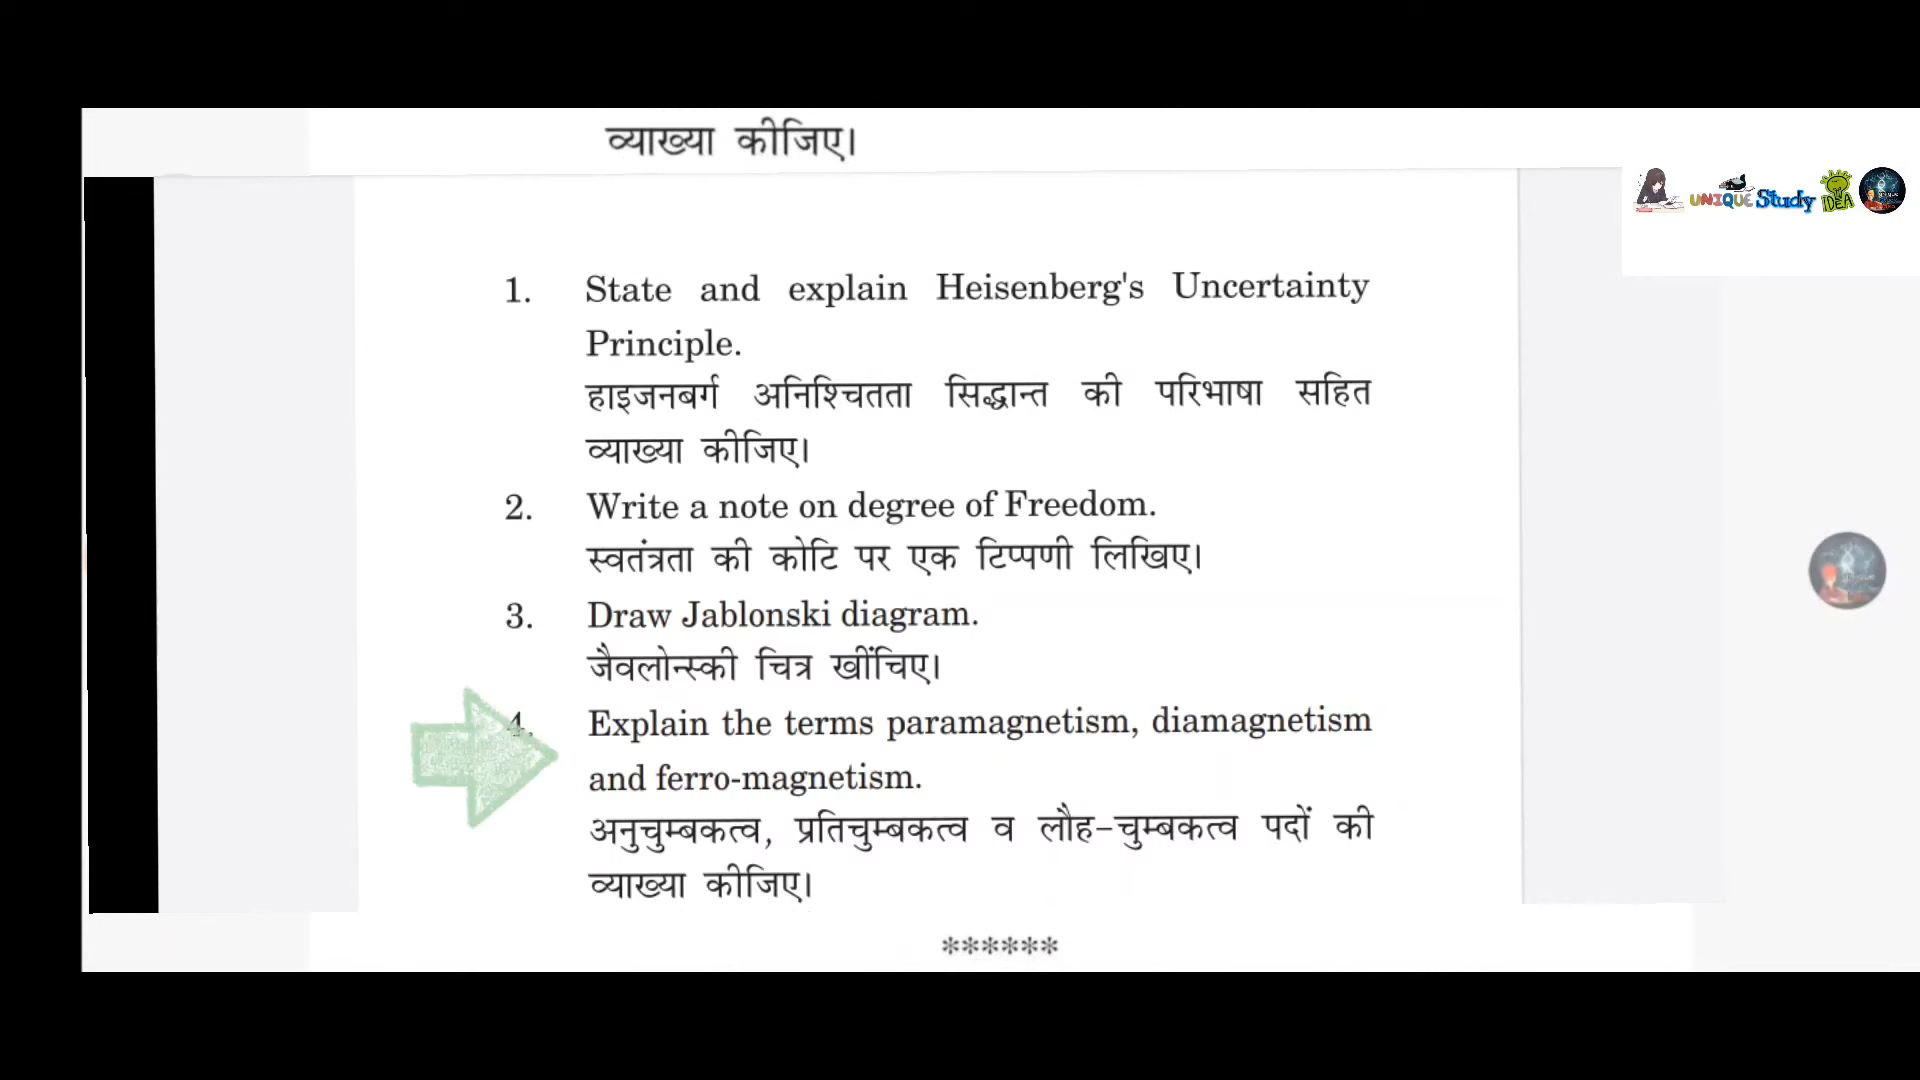 व्याख्या कीजिए।
UNIQUE Study IDEA
1. State and explain Heisenberg's Uncertainty
Principle.
हाइजनबर्ग अनिश्चितता सिद्धान्त की परिभाषा सहित
व्याख्या कीजिए।
2. Write a note on degree of Freedom.
स्वतंत्रता की कोटि पर एक टिप्पणी लिखिए।
3. Draw Jablonski diagram.
जैवलोन्स्की चित्र खींचिए।
4. Explain the terms paramagnetism, diamagnetism
and ferro-magnetism.
अनुचुम्बकत्व, प्रतिचुम्बकत्व व लौह-चुम्बकत्व पदों की
व्याख्या कीजिए।
******